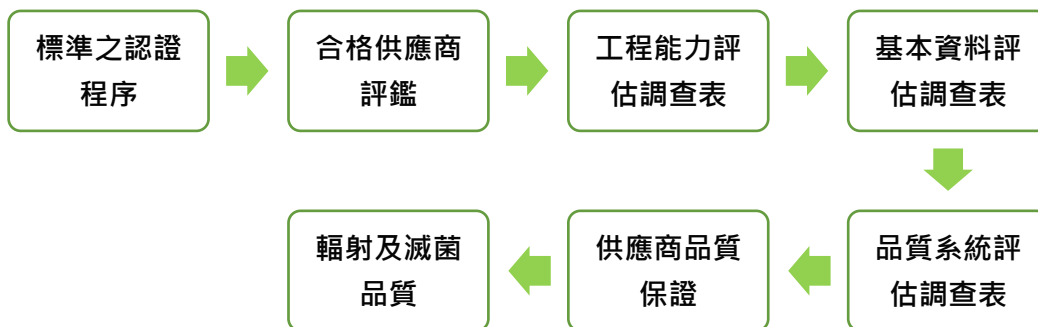 標準之認證
程序
合格供應商
評鑑
工程能力評
估調查表
基本資料評
估調查表
品質系統評
估調查表
供應商品質
保證
輻射及滅菌
品質